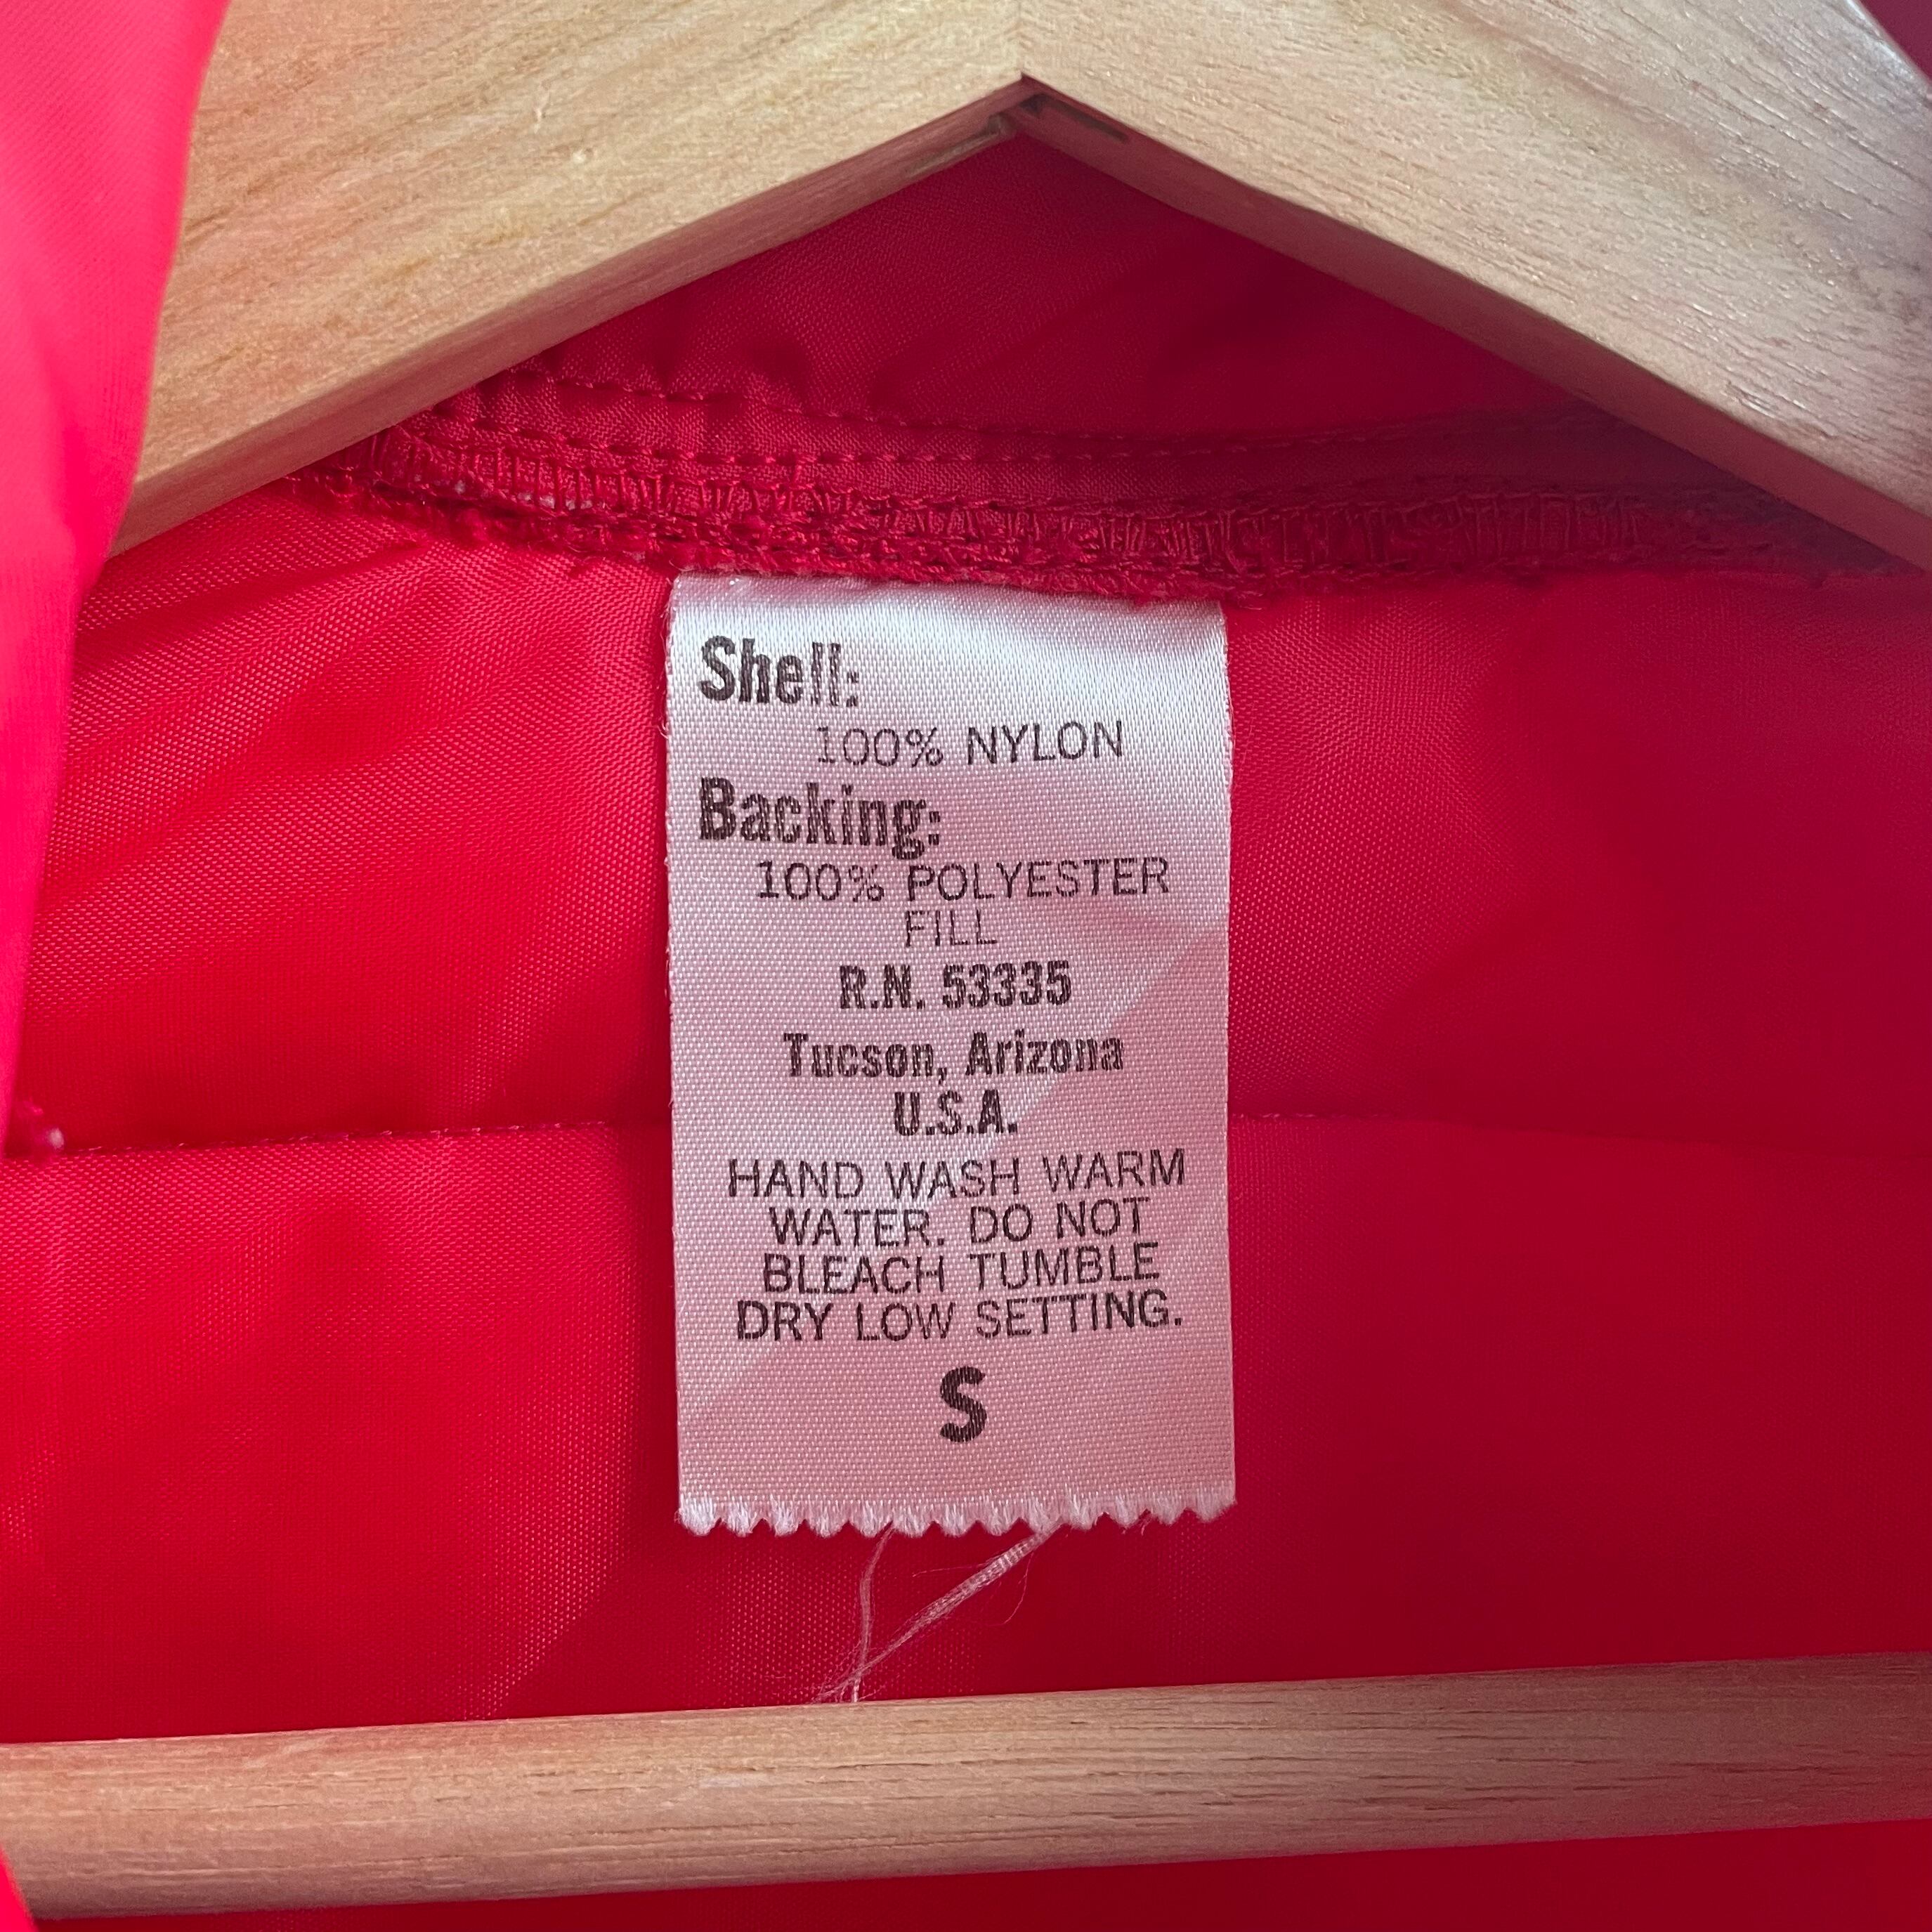 Shell:
100% NYLON
Backing:
100% POLYESTER
FILL
R.N. 53335
Tucson, Arizona
U.S.A.
HAND WASH WARM
WATER. DO NOT
BLEACH TUMBLE
DRY LOW SETTING.
S